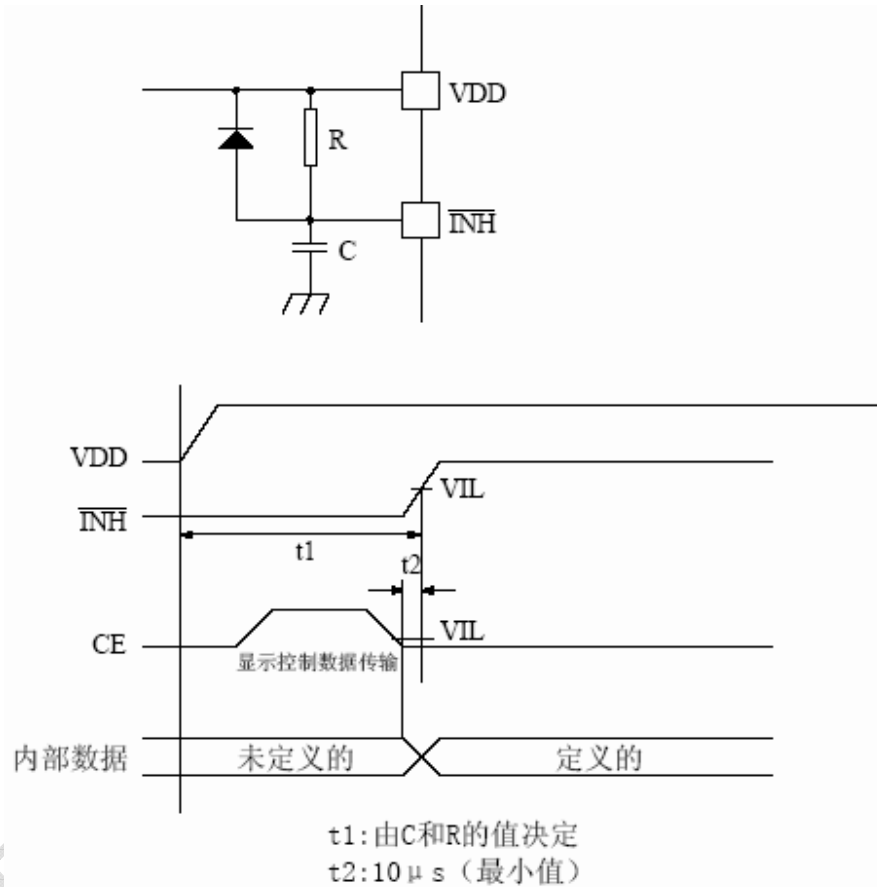 VDD
R
INH
C
VDD
VIL
INH
t1
t2
CE
VIL
显示控制数据传输
内部数据
未定义的
定义的
t1:由C和R的值决定
t2:10μs（最小值）